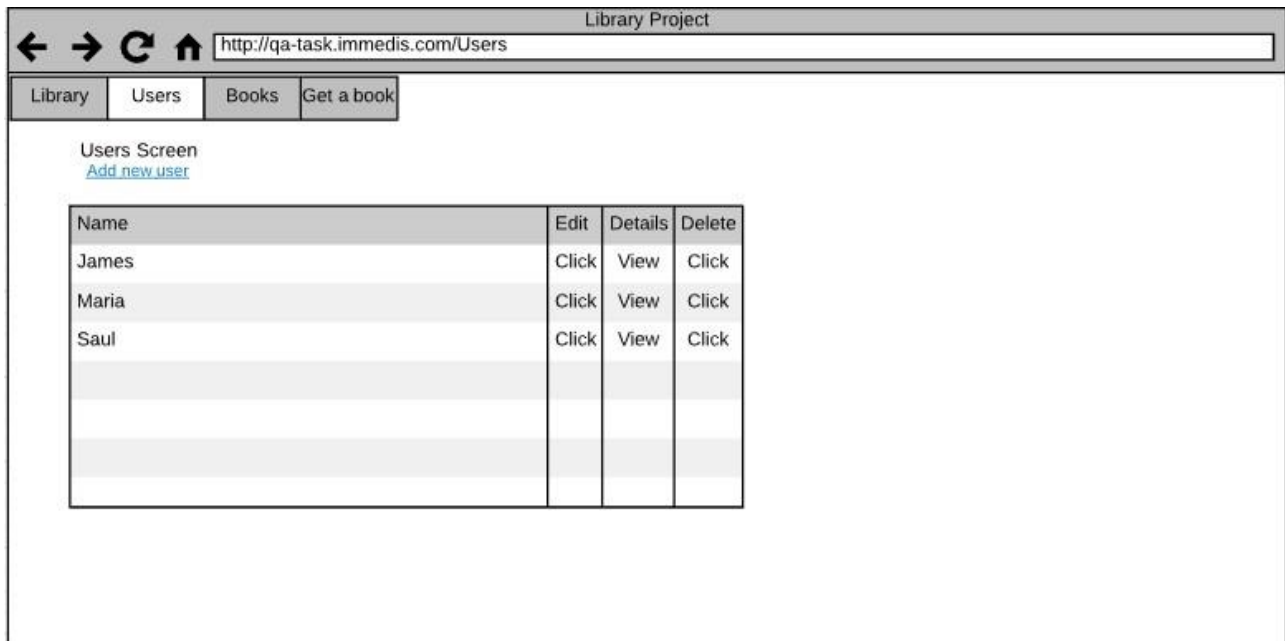 Library Project
http://qa-task.immedis.com/Users
Library Users Books Get a book
Users Screen
Add new user
Name Edit Details Delete
James Click View Click
Maria Click View Click
Saul Click View Click